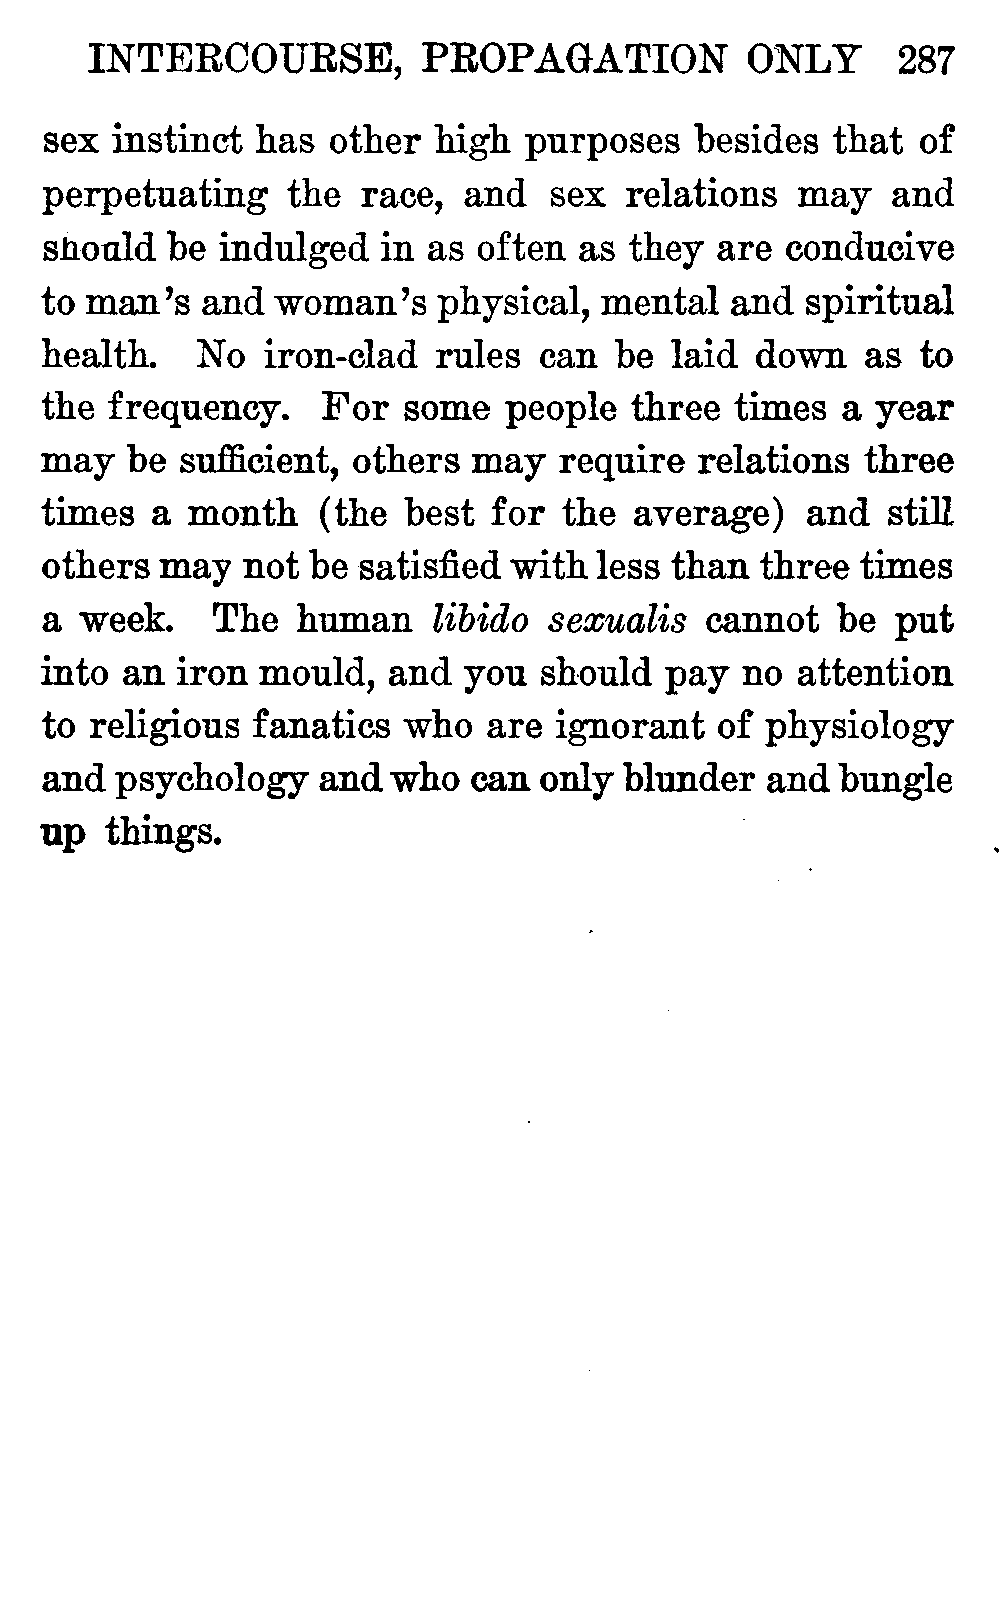 INTERCOURSE, PROPAGATION ONLY 287
sex instinct has other high purposes besides that of
perpetuating the race, and sex relations may and
should be indulged in as often as they are conducive
to man's and woman's physical, mental and spiritual
health. No iron-clad rules can be laid down as to
the frequency. For some people three times a year
may be sufficient, others may require relations three
times a month (the best for the average) and still
others may not be satisfied with less than three times
a week. The human libido sexualis cannot be put
into an iron mould, and you should pay no attention
to religious fanatics who are ignorant of physiology
and psychology and who can only blunder and bungle
up things.